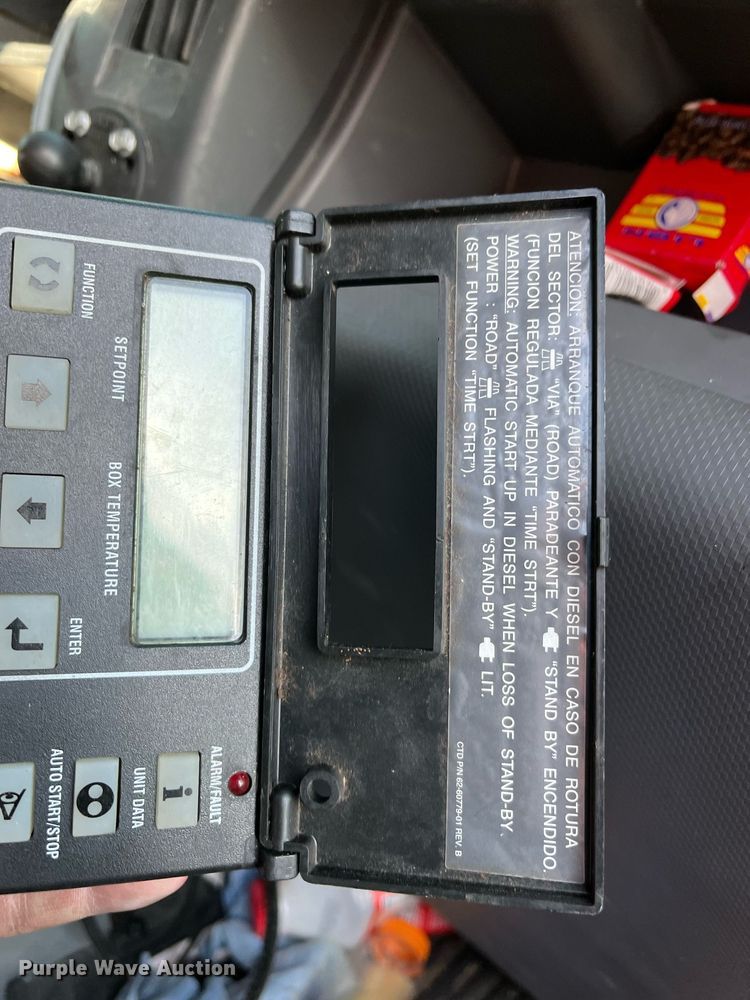 ATENCION: ARRANQUE AUTOMATICO CON DIESEL EN CASO DE ROTURA
DEL SECTOR: "VIA" (ROAD) PARADEANTE Y "STAND BY" ENCENDIDO.
(FUNCION REGULADA MEDIANTE "TIME STRT").
WARNING: AUTOMATIC START UP IN DIESEL WHEN LOSS OF STAND-BY
POWER : "ROAD" FLASHING AND "STAND-BY" LIT.
(SET FUNCTION "TIME STRT").
CTD P/N 62-60779-01 REV. B
ALARM/FAULT
SETPOINT
BOX TEMPERATURE
FUNCTION
ENTER
i
UNIT DATA
AUTO START/STOP
Purple Wave Auction